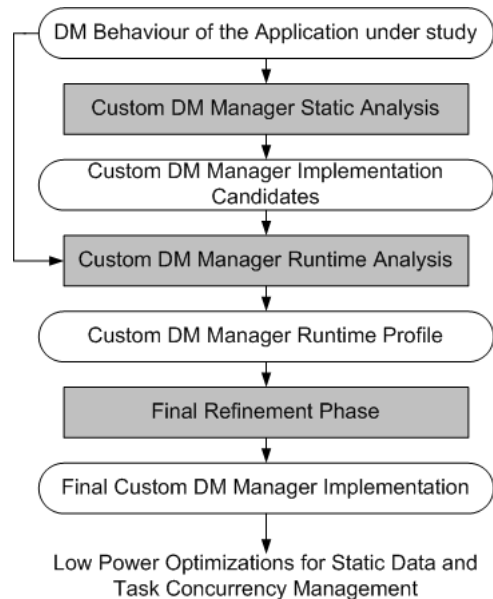 DM Behaviour of the Application under study
Custom DM Manager Static Analysis
Custom DM Manager Implementation
Candidates
Custom DM Manager Runtime Analysis
Custom DM Manager Runtime Profile
Final Refinement Phase
Final Custom DM Manager Implementation
Low Power Optimizations for Static Data and
Task Concurrency Management